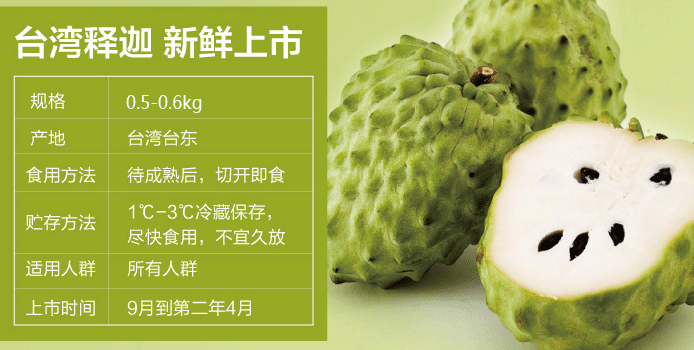 台湾释迦 新鲜上市
规格 0.5-0.6kg
产地 台湾台东
食用方法 待成熟后，切开即食
贮存方法 1℃-3℃冷藏保存，
尽快食用，不宜久放
适用人群 所有人群
上市时间 9月到第二年4月